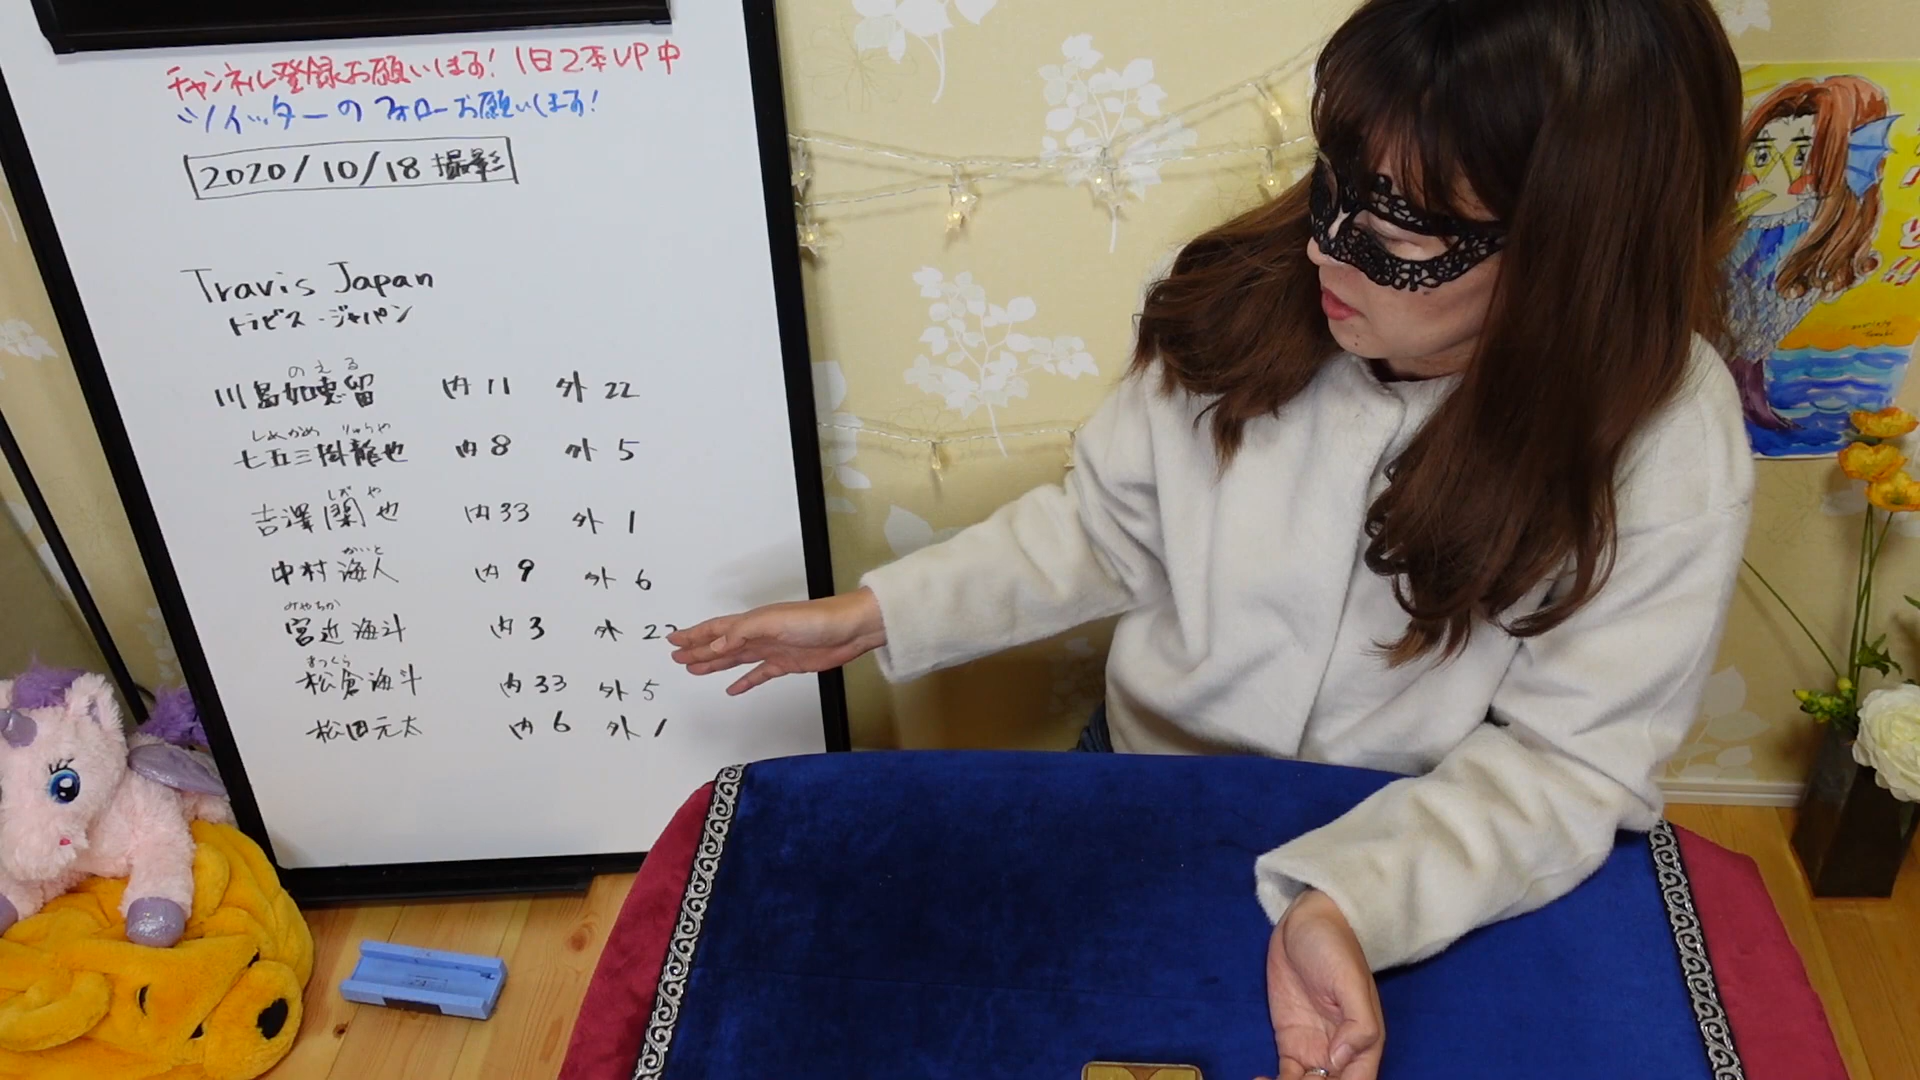 チャンネル登録お願いします！1日2本UP中
ツイッターのフォローお願いします！
2020/10/18 撮影
Travis Japan
トラビス・ジャパン
のえる
川島如恵留 内11 外22
しめかけ りゅうや
七五三掛龍也 内8 外5
しずや
吉澤閑也 内33 外1
かいと
中村海人 内9 外6
みやちか
宮近海斗 内3 外22
まつくら
松倉海斗 内33 外5
松田元太 内6 外1